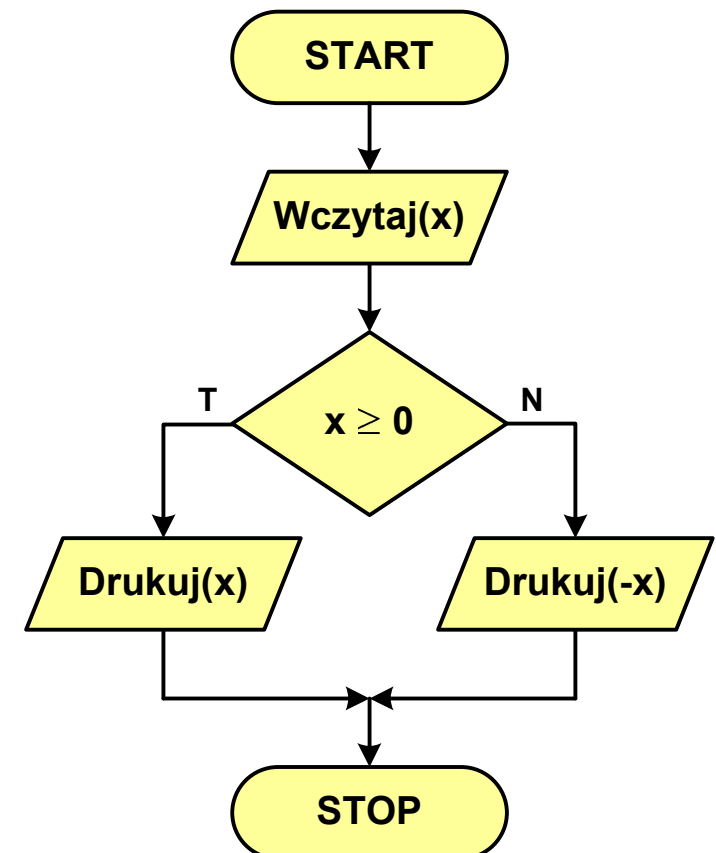 START
Wczytaj(x)
T
N
x ≥ 0
Drukuj(x)
Drukuj(-x)
STOP